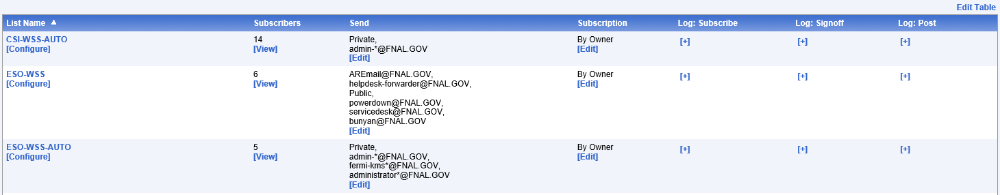 Edit Table
List Name ▲ Subscribers Send Subscription Log: Subscribe Log: Signoff Log: Post
CSI-WSS-AUTO 14 Private, By Owner [+] [+] [+]
[Configure] [View] admin-*@FNAL.GOV [Edit]
[Edit]
ESO-WSS 6 AREmail@FNAL.GOV, By Owner [+] [+] [+]
[Configure] [View] helpdesk-forwarder@FNAL.GOV, [Edit]
Public,
powerdown@FNAL.GOV,
servicedesk@FNAL.GOV,
bunyan@FNAL.GOV
[Edit]
ESO-WSS-AUTO 5 Private, By Owner [+] [+] [+]
[Configure] [View] admin-*@FNAL.GOV, [Edit]
fermi-kms*@FNAL.GOV,
administrator*@FNAL.GOV
[Edit]